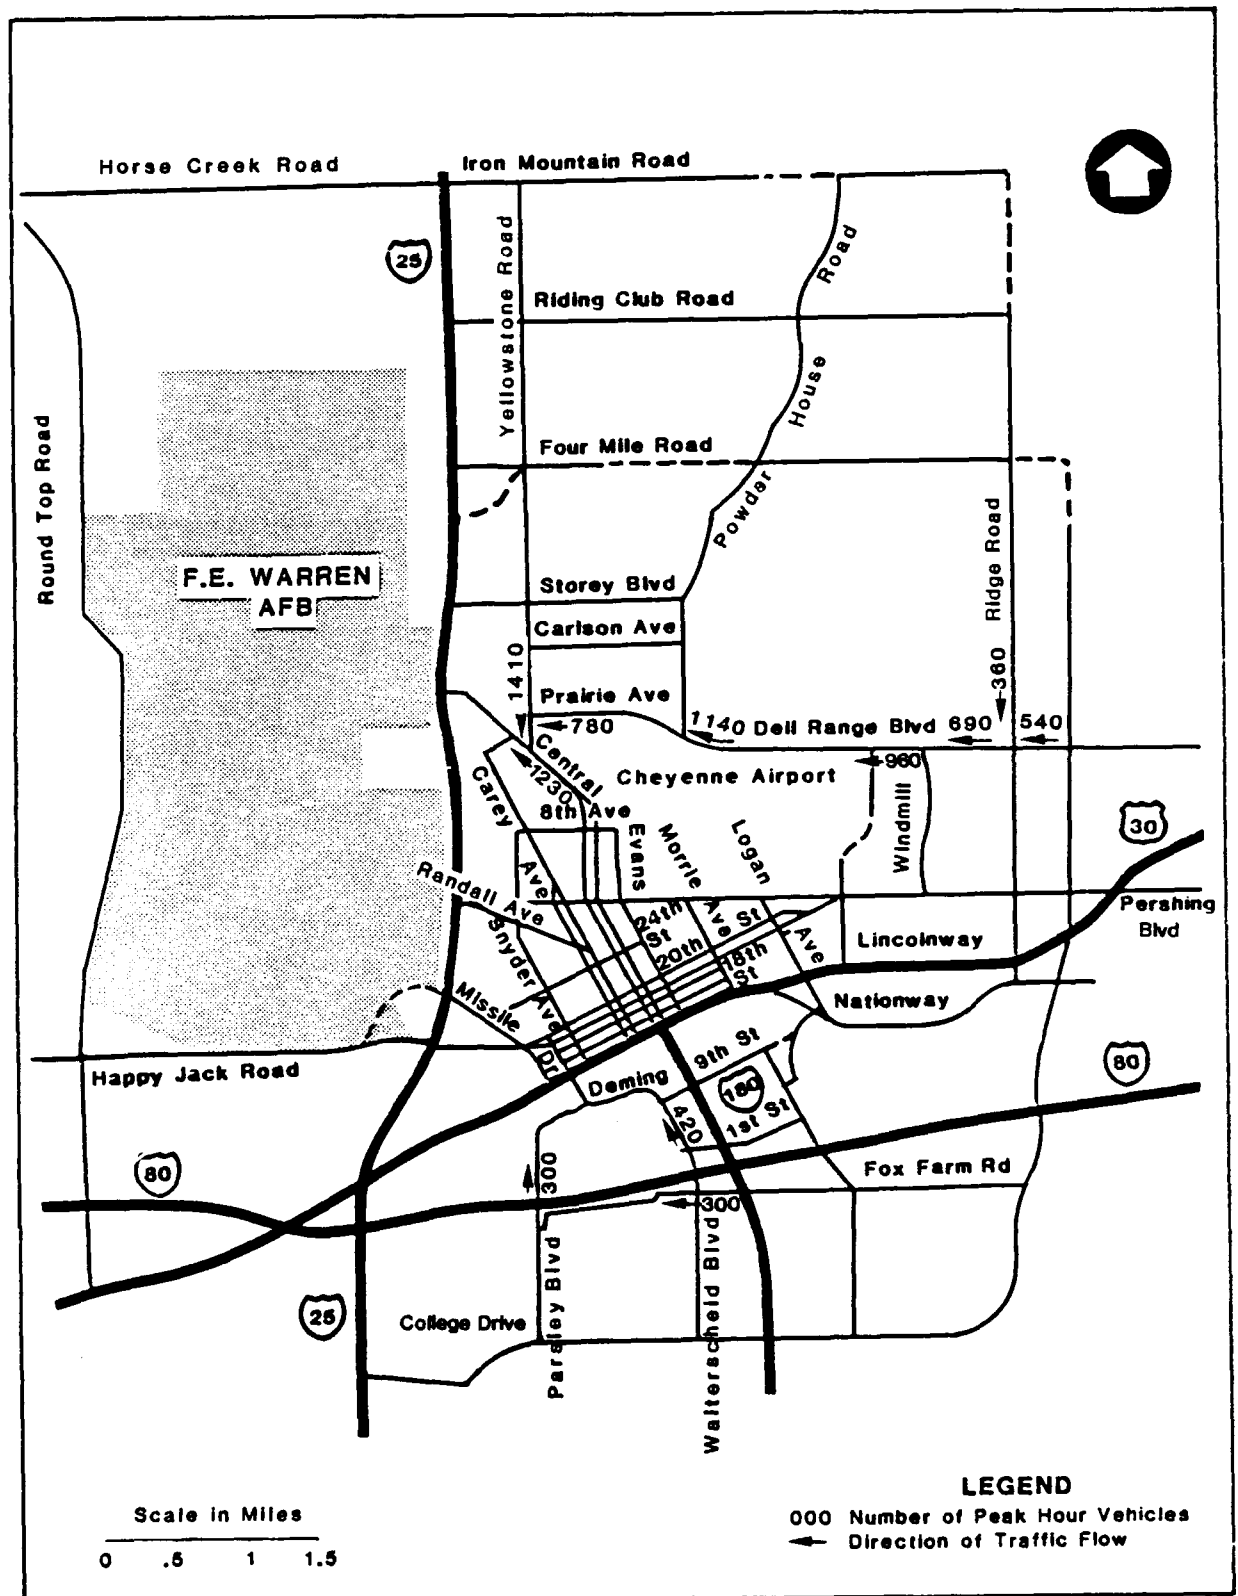 Horse Creek Road
Iron Mountain Road
25
Yellowstone Road
Powder House Road
Riding Club Road
Four Mile Road
Round Top Road
F.E. WARREN
AFB
Ridge Road
Storey Blvd
Carlson Ave
1410
360
Prairie Ave
780
1140
Dell Range Blvd
690
540
Central
1230
Carey Ave
Cheyenne Airport
960
8th Ave
Windmill
30
Evans
Morrie Ave
Logan Ave
Randall Ave
24th St
20th St
18th St
Pershing
Blvd
Snyder Ave
Lincolnway
Missile Dr
Nationway
Happy Jack Road
9th St
Deming
180
80
420
1st St
80
300
Fox Farm Rd
300
25
College Drive
Parsley Blvd
Walterscheid Blvd
LEGEND
Scale in Miles
000 Number of Peak Hour Vehicles
Direction of Traffic Flow
0 .5 1 1.5